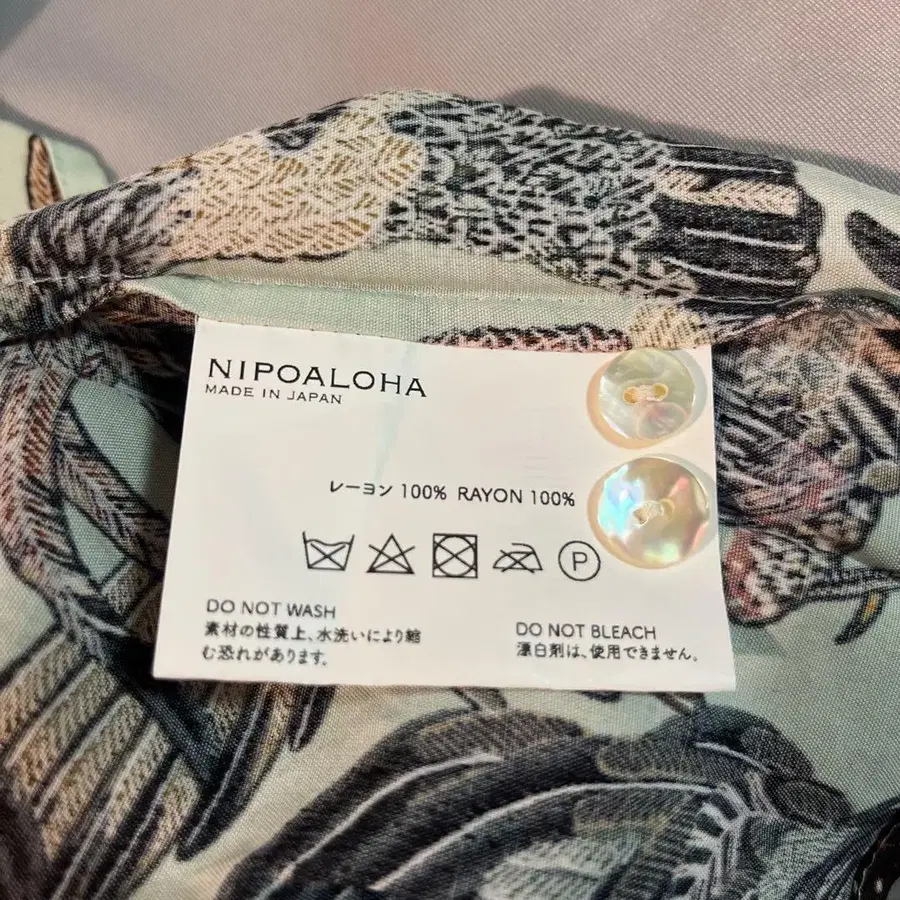 NIPOALOHA
MADE IN JAPAN
レーヨン 100% RAYON 100%
P
DO NOT WASH
素材の性質上、水洗いにより縮
む恐れがあります。
DO NOT BLEACH
漂白剤は、使用できません。